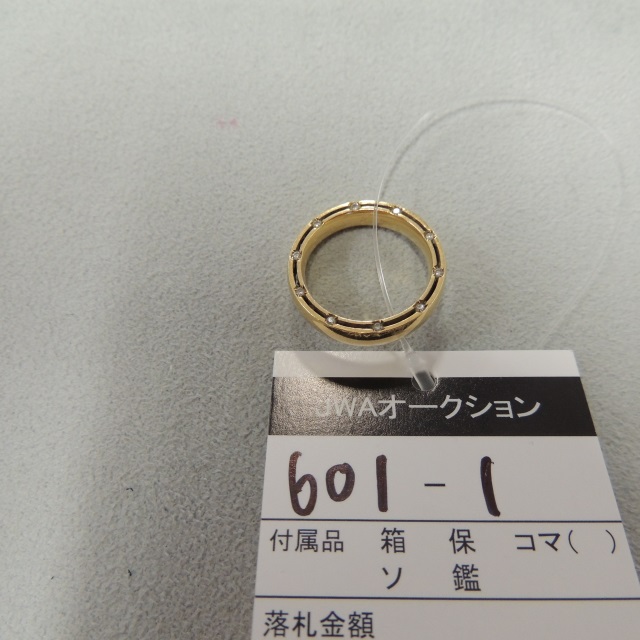 JWAオークション
601-1
付属品 箱 保 コマ( )
ソ 鑑
落札金額